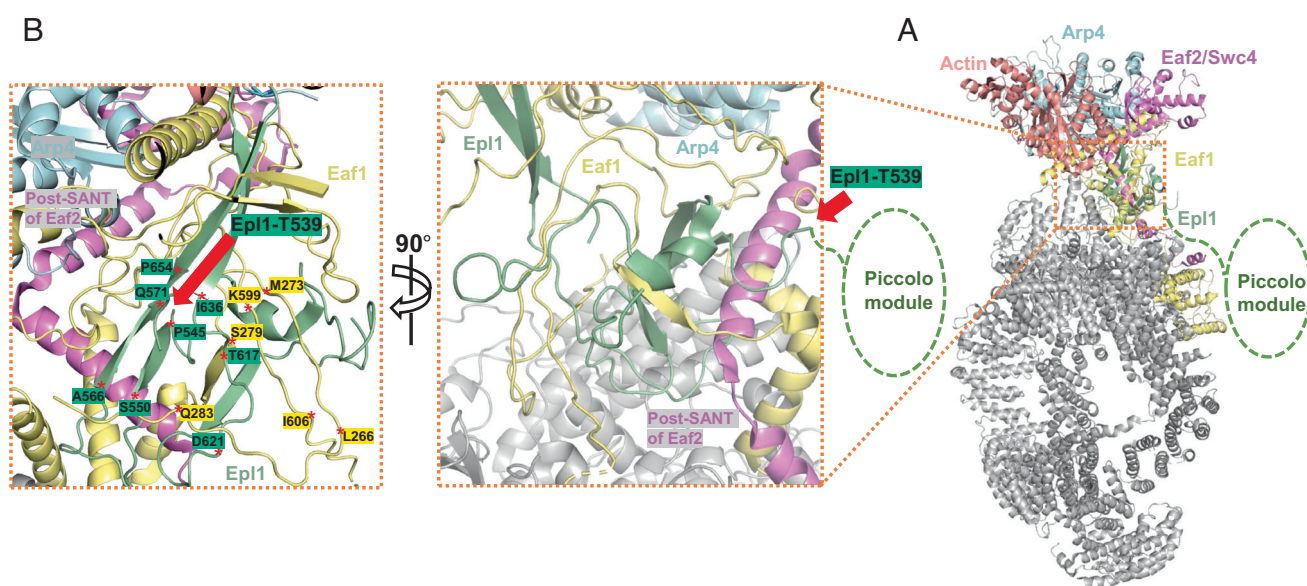 B
Arp4
Post-SANT
of Eaf2
Eaf1
Epl1-T539
P654
Q571
I636
K599
M273
P545
S279
T617
A566
S550
Q283
I606
L266
D621
Epl1
90°
Epl1
Eaf1
Arp4
Epl1-T539
Piccolo
module
Post-SANT
of Eaf2
A
Arp4
Actin
Eaf2/Swc4
Eaf1
Epl1
Piccolo
module